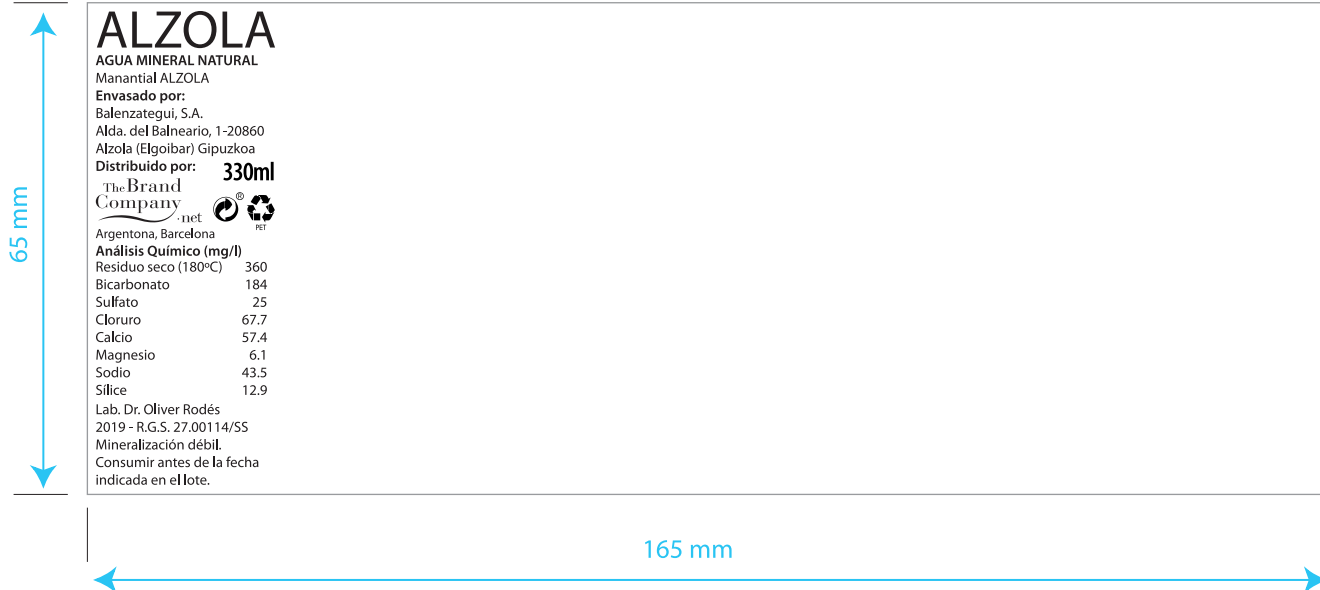 ALZOLA
AGUA MINERAL NATURAL
Manantial ALZOLA
Envasado por:
Balenzategui, S.A.
Alda. del Balneario, 1-20860
Alzola (Elgoibar) Gipuzkoa
Distribuido por:
330ml
The Brand
Company
.net
®
PET
Argentona, Barcelona
Análisis Químico (mg/l)
Residuo seco (180ºC) 360
Bicarbonato 184
Sulfato 25
Cloruro 67.7
Calcio 57.4
Magnesio 6.1
Sodio 43.5
Sílice 12.9
Lab. Dr. Oliver Rodés
2019 - R.G.S. 27.00114/SS
Mineralización débil.
Consumir antes de la fecha
indicada en el lote.
65 mm
165 mm